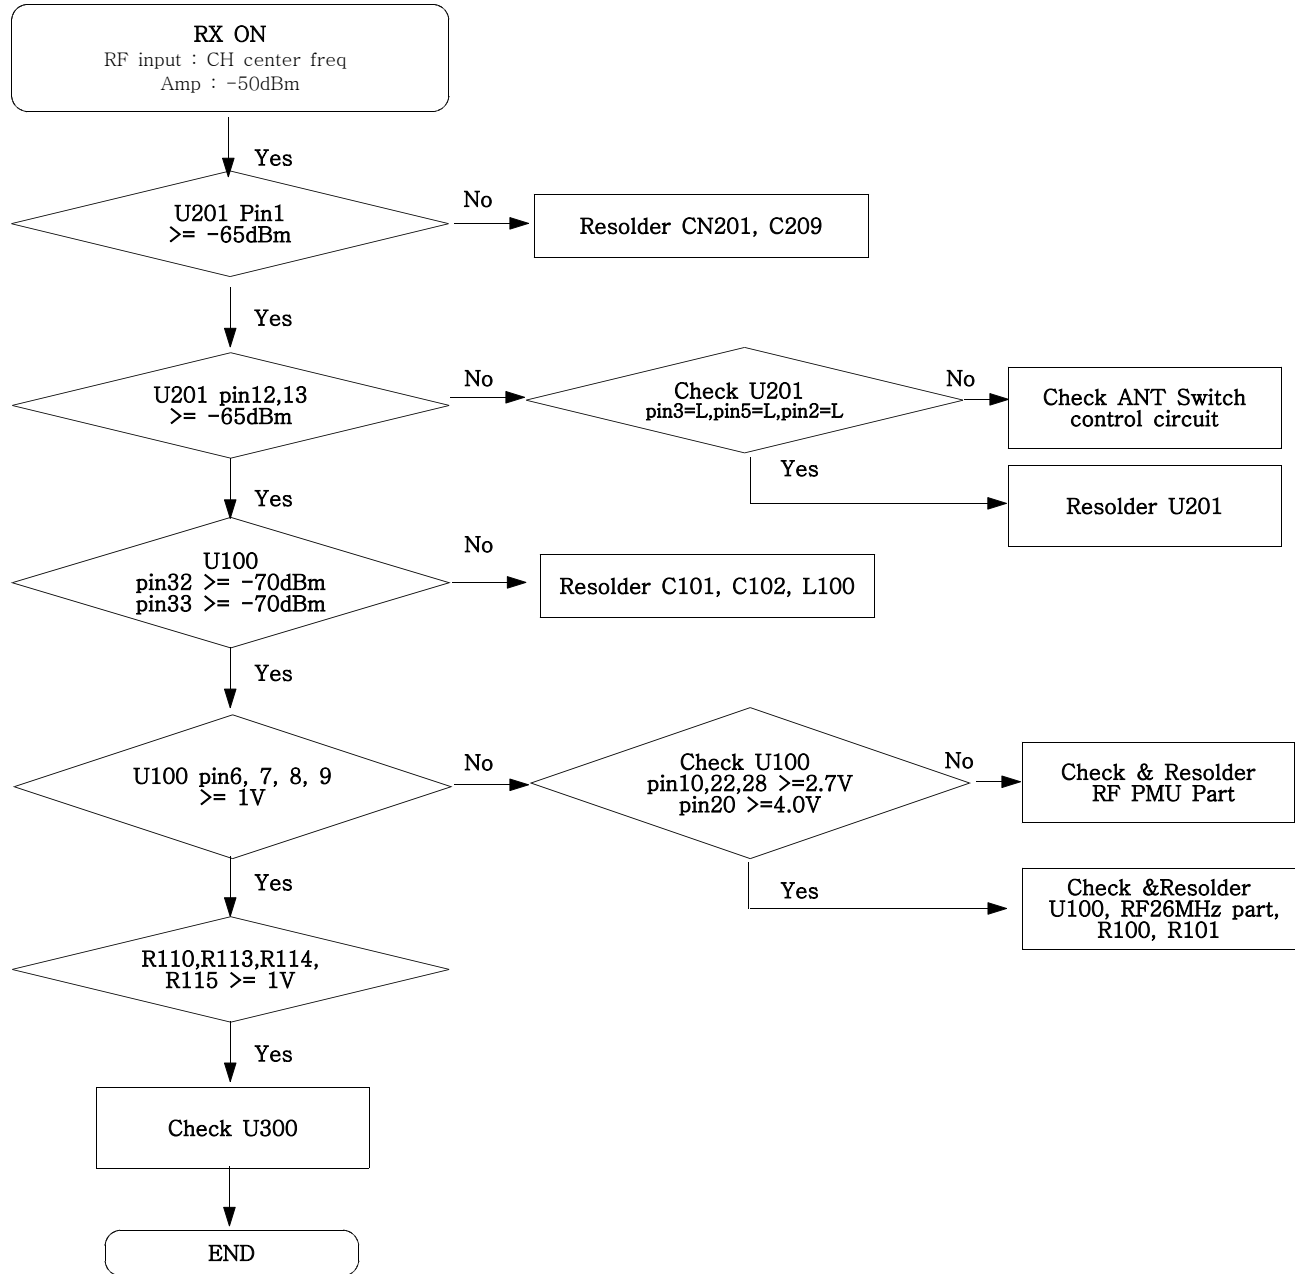 RX ON
RF input : CH center freq
Amp : -50dBm
Yes
U201 Pin1
>= -65dBm
No
Resolder CN201, C209
Yes
U201 pin12,13
>= -65dBm
No
Check U201
pin3=L,pin5=L,pin2=L
No
Check ANT Switch
control circuit
Yes
Resolder U201
Yes
U100
pin32 >= -70dBm
pin33 >= -70dBm
No
Resolder C101, C102, L100
Yes
U100 pin6, 7, 8, 9
>= 1V
No
Check U100
pin10,22,28 >=2.7V
pin20 >=4.0V
No
Check & Resolder
RF PMU Part
Yes
Check &Resolder
U100, RF26MHz part,
R100, R101
Yes
R110,R113,R114,
R115 >= 1V
Yes
Check U300
END